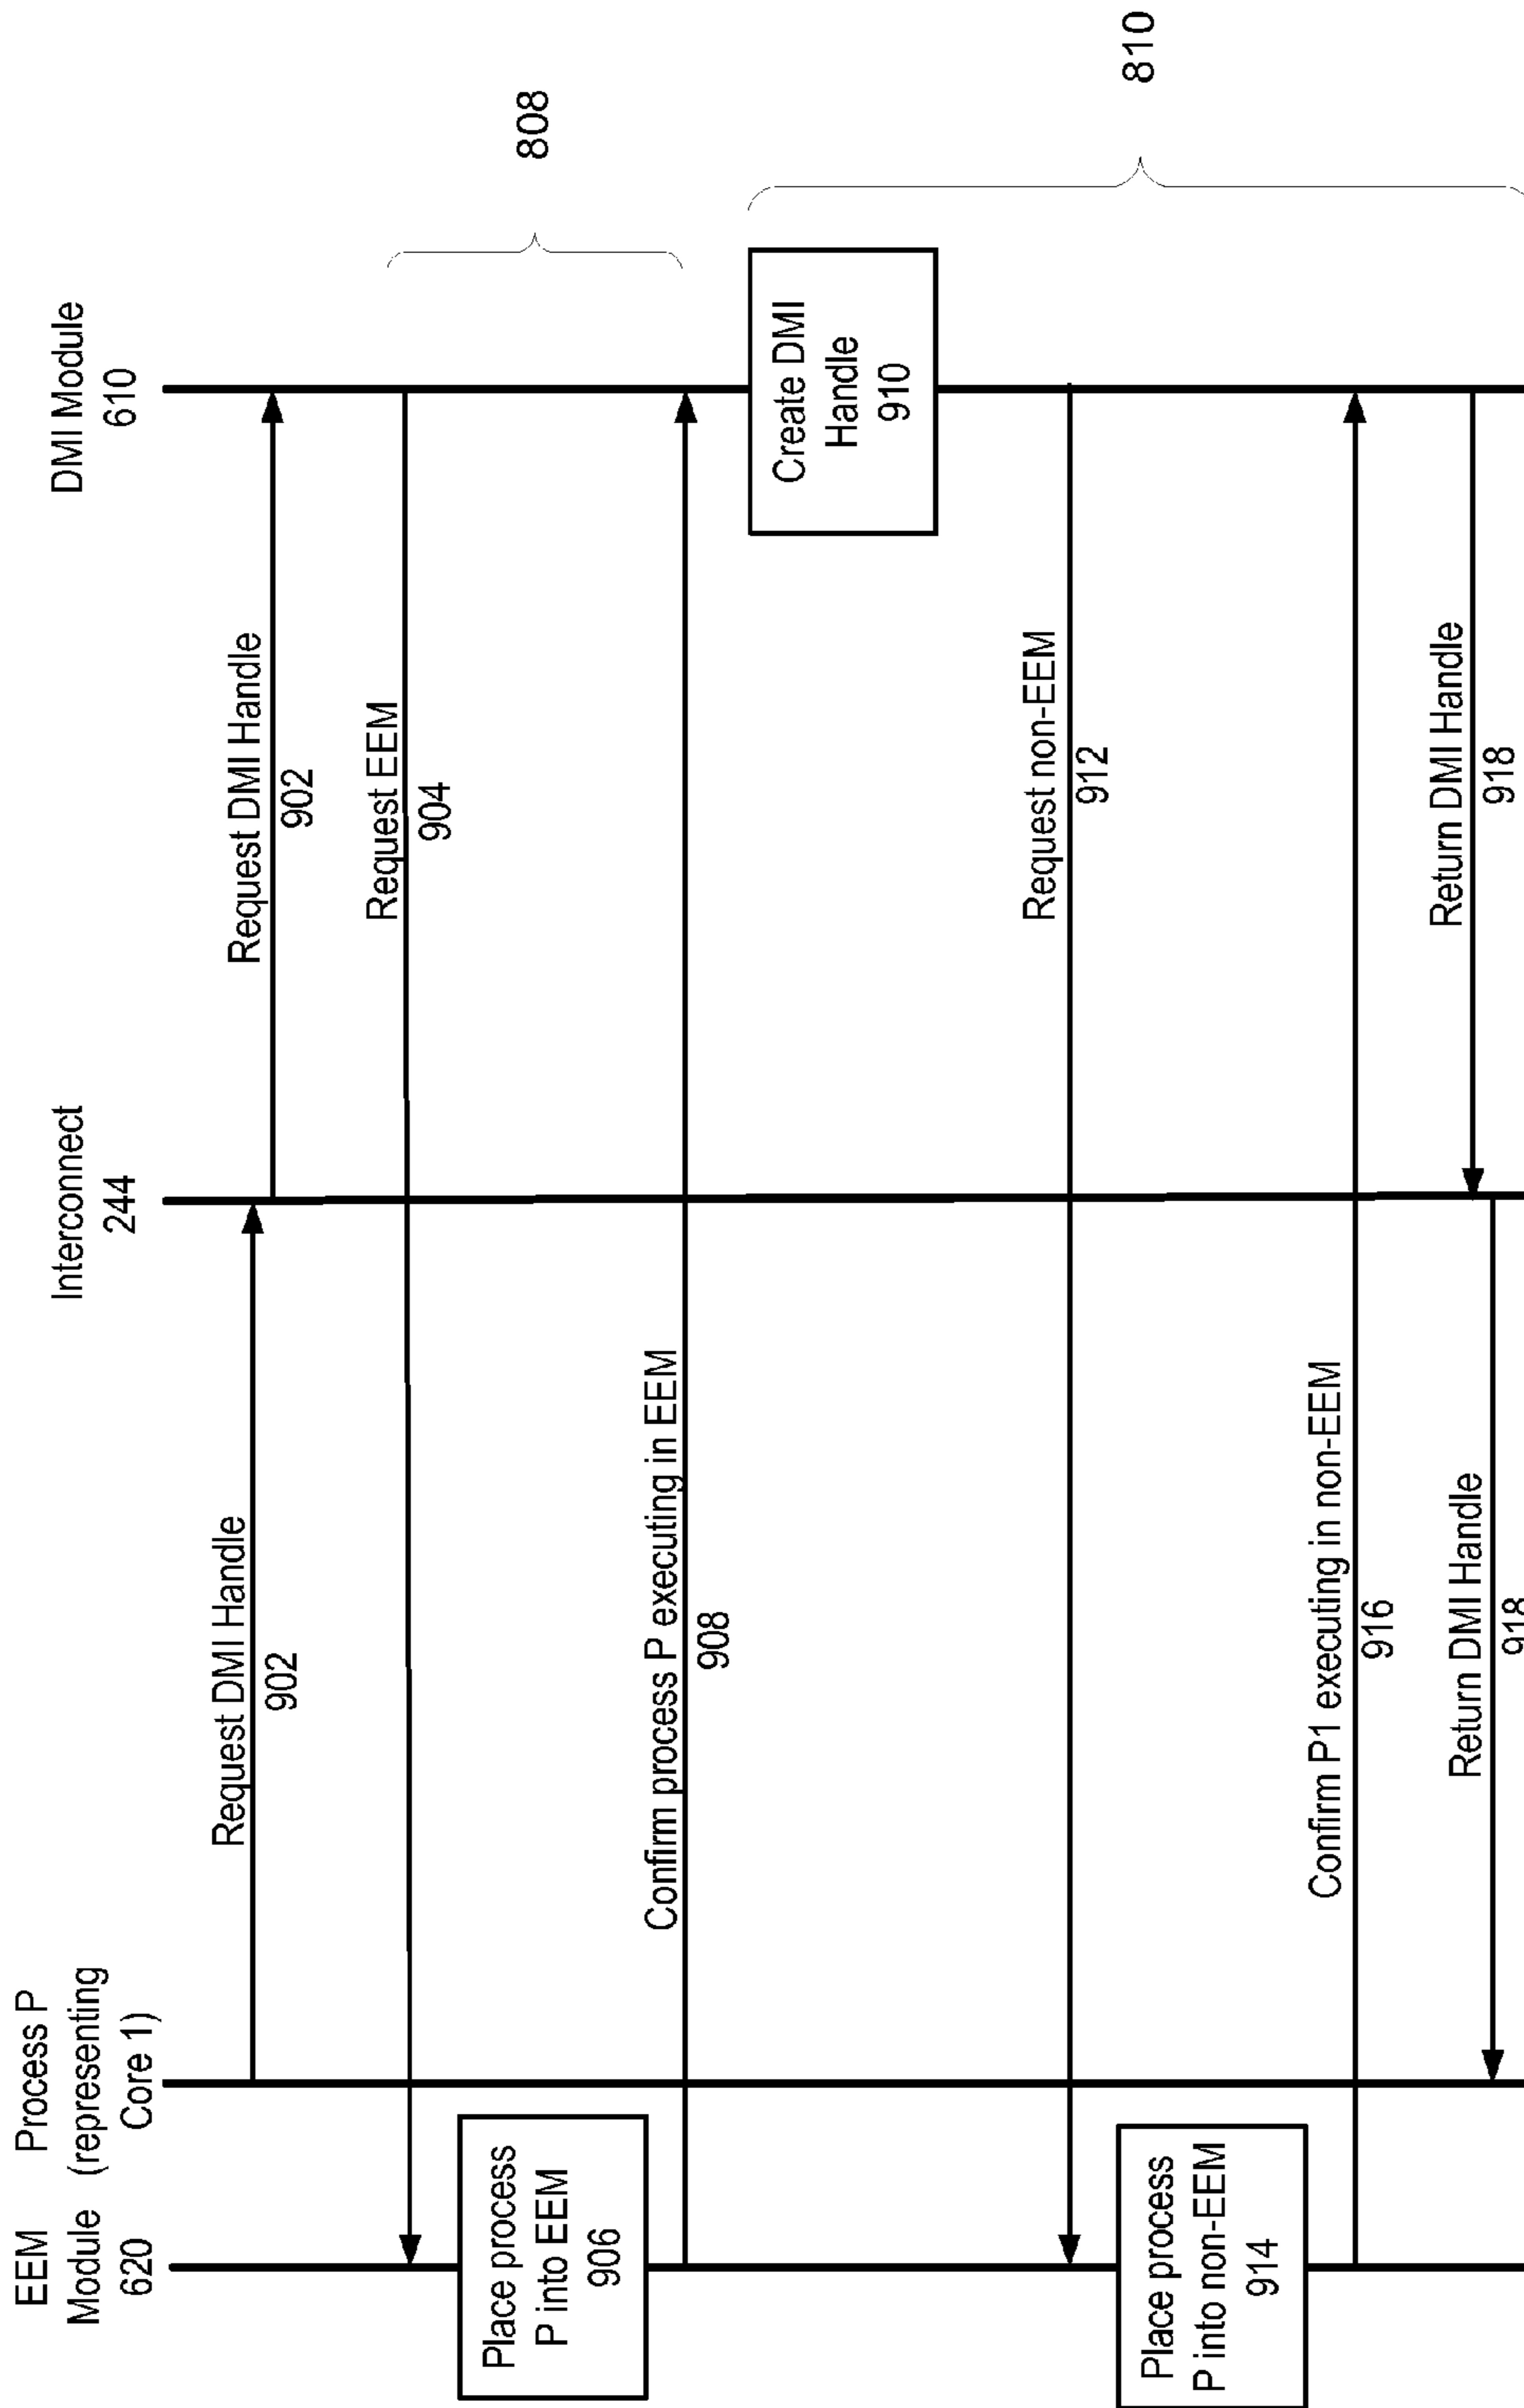 EEM
Module
620
Process P
(representing
Core 1)
Interconnect
244
DMI Module
610
Request DMI Handle
902
Request DMI Handle
902
Request EEM
904
808
Place process
P into EEM
906
Confirm process P executing in EEM
908
Create DMI
Handle
910
810
Request non-EEM
912
Place process
P into non-EEM
914
Confirm P1 executing in non-EEM
916
Return DMI Handle
918
Return DMI Handle
918